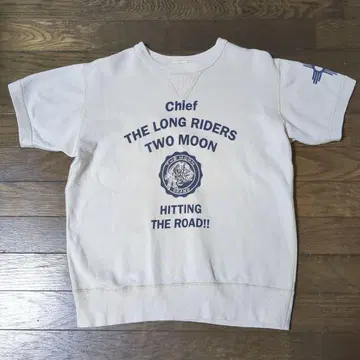 Chief
THE LONG RIDERS
TWO MOON
HITTING
THE ROAD!!